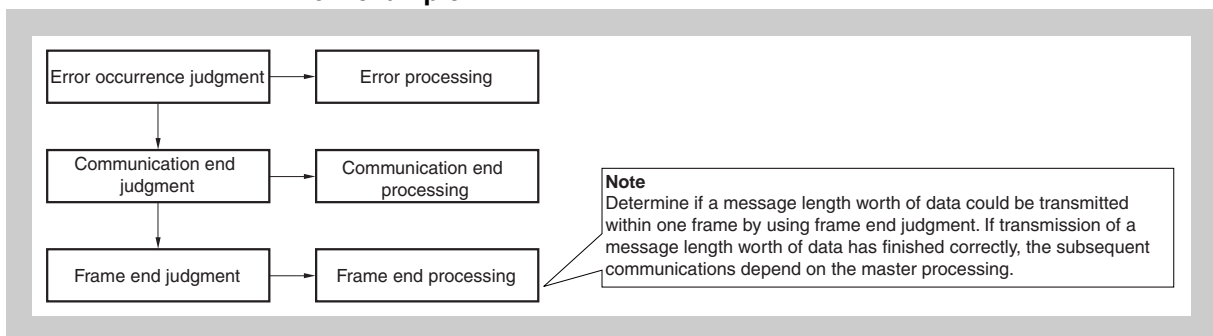 Error occurrence judgment
Error processing
Communication end
judgment
Communication end
processing
Frame end judgment
Frame end processing
Note
Determine if a message length worth of data could be transmitted
within one frame by using frame end judgment. If transmission of a
message length worth of data has finished correctly, the subsequent
communications depend on the master processing.